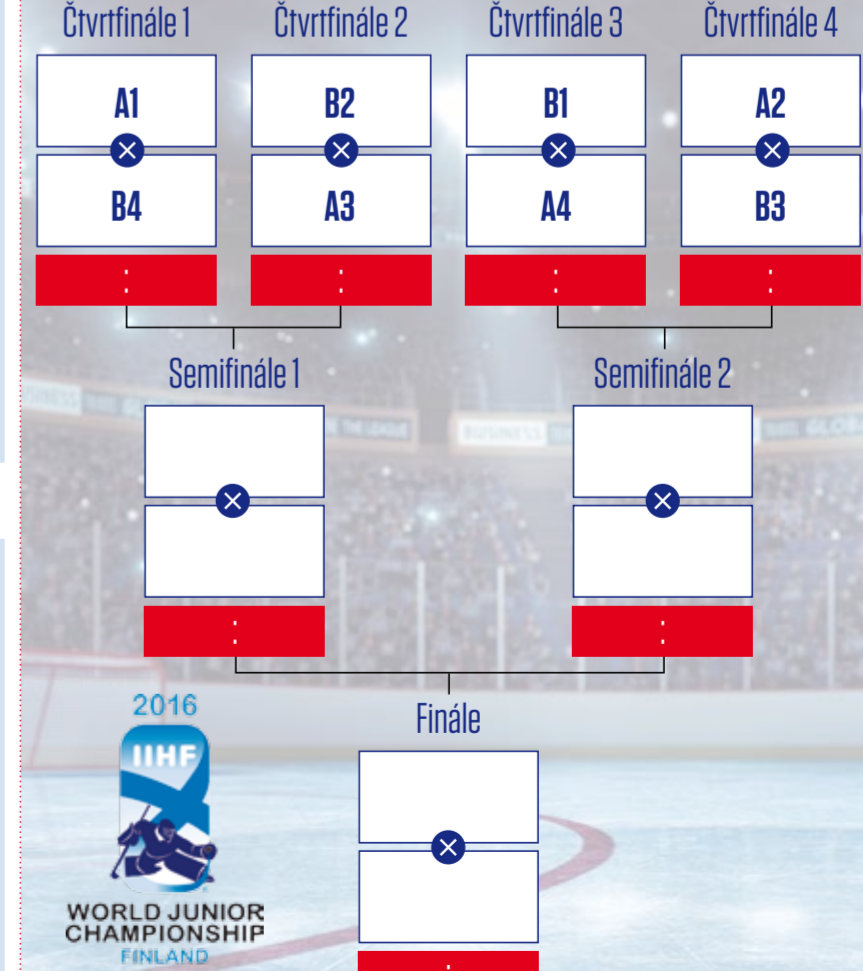 Čtvrtfinále 1 Čtvrtfinále 2 Čtvrtfinále 3 Čtvrtfinále 4
A1 B2 B1 A2
B4 A3 A4 B3
: : : :
Semifinále 1 Semifinále 2
BUSINESS
: :
2016
Finále
IIHF
WORLD JUNIOR
CHAMPIONSHIP
FINLAND
: